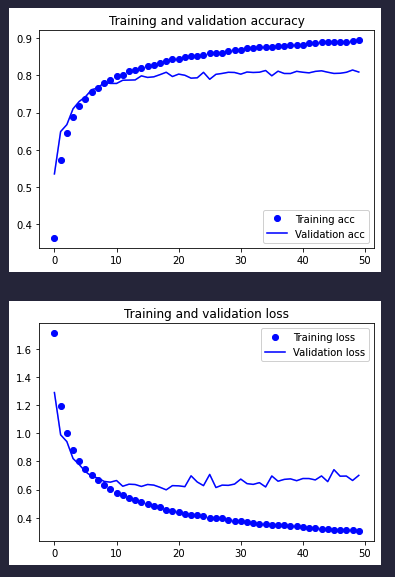 Training and validation accuracy
0.9
0.8
0.7
0.6
0.5
0.4
Training acc
Validation acc
0 10 20 30 40 50
Training and validation loss
1.6
1.4
1.2
1.0
0.8
0.6
0.4
Training loss
Validation loss
0 10 20 30 40 50